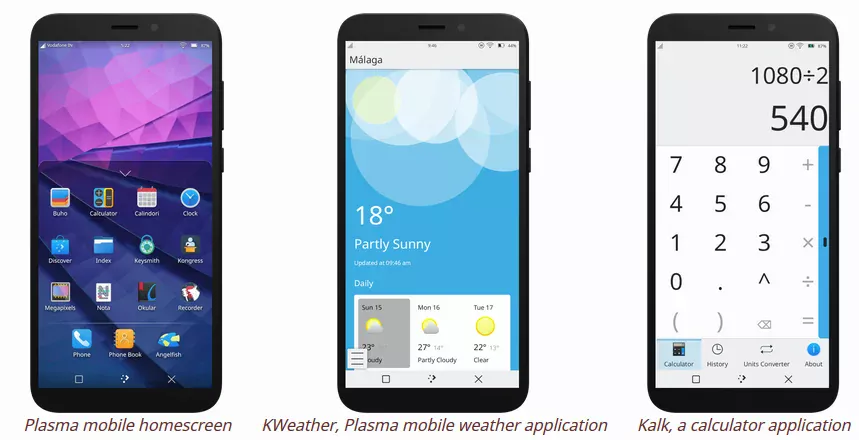 Vodafone.RV
5:22
87%
Buho
Calculator
Calindori
Clock
Discover
Index
Keysmith
Kongress
Megapixels
Nota
Okular
Recorder
Phone
Phone Book
Angelfish
Plasma mobile homescreen
9:46
44%
Málaga
18°
Partly Sunny
Updated at 09:46 am
Daily
Sun 15
Mon 16
Tue 17
23°
27° 14°
22° 13°
oudy
Partly Cloudy
Clear
KWeather, Plasma mobile weather application
11:22
67%
1080÷2
540
7 8 9 +
4 5 6 -
1 2 3 ×
0 . ^ ÷
( ) =
Calculator
History
Units Converter
About
Kalk, a calculator application